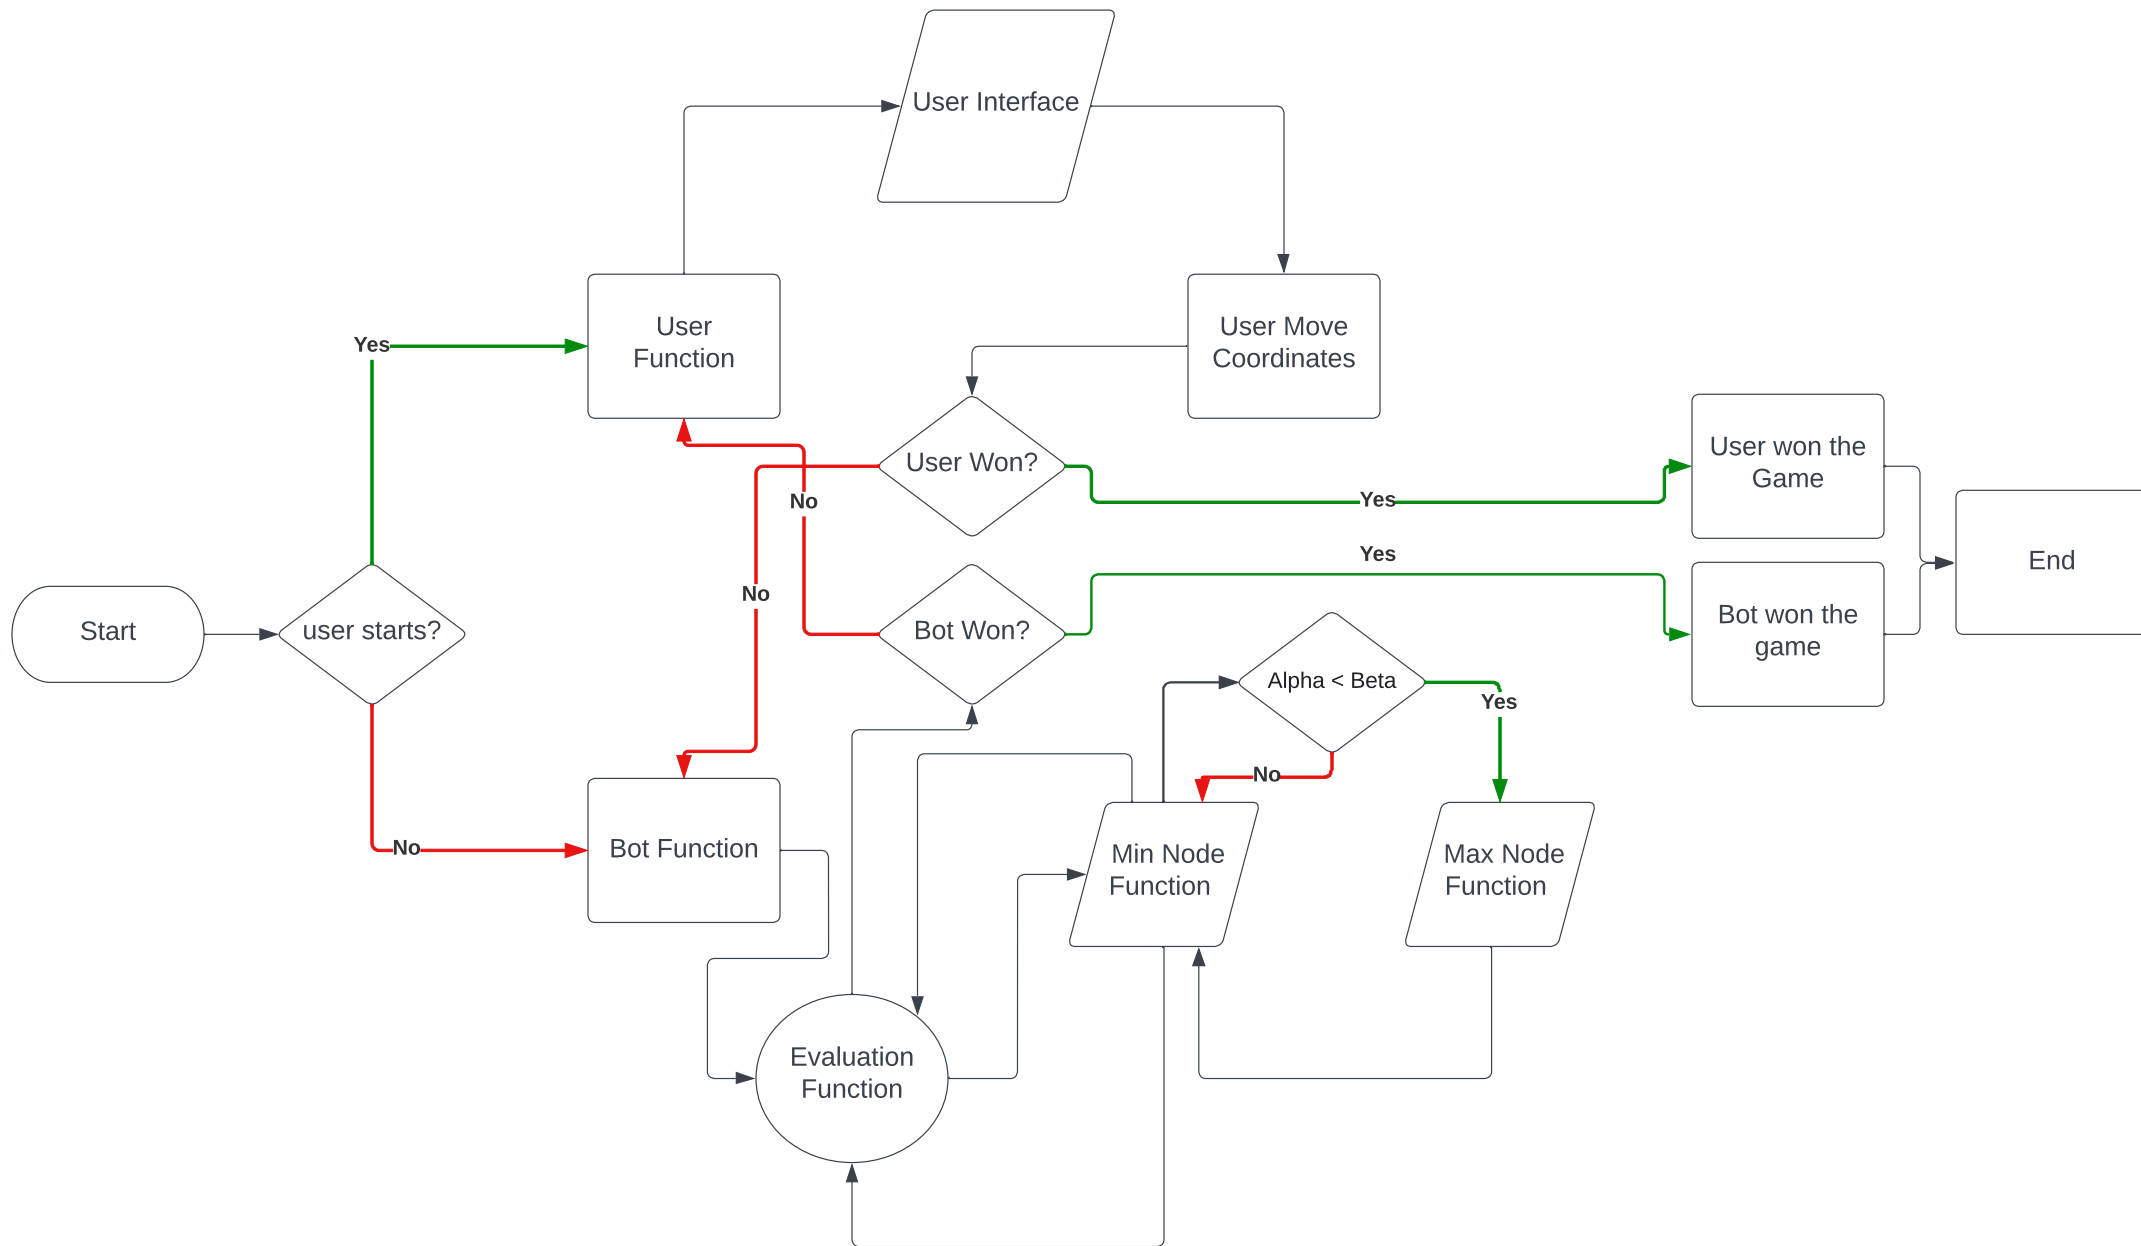 User Interface
User
Function
User Move
Coordinates
Yes
User Won?
No
Yes
User won the
Game
Yes
End
Start
user starts?
No
Bot Won?
Bot won the
game
Alpha < Beta
Yes
No
No
Bot Function
Min Node
Function
Max Node
Function
Evaluation
Function